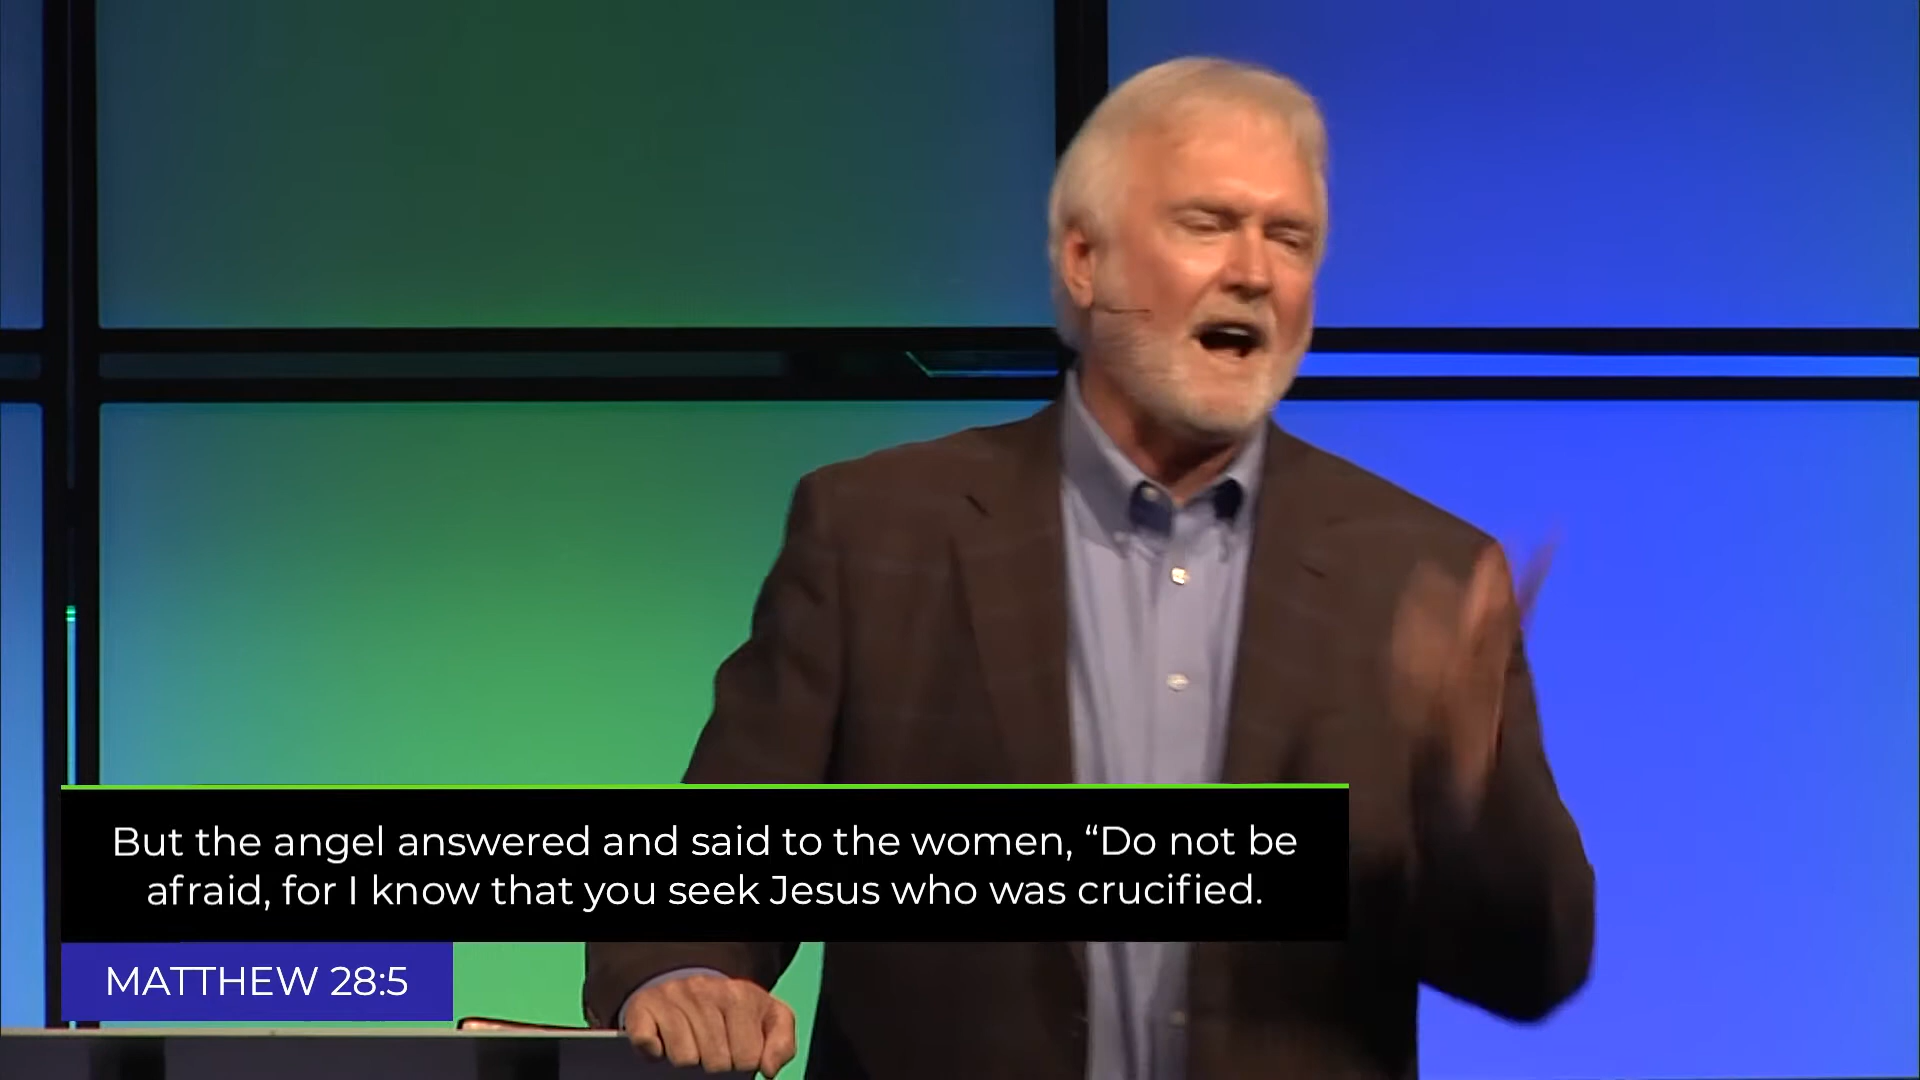 But the angel answered and said to the women, “Do not be
afraid, for I know that you seek Jesus who was crucified.
MATTHEW 28:5